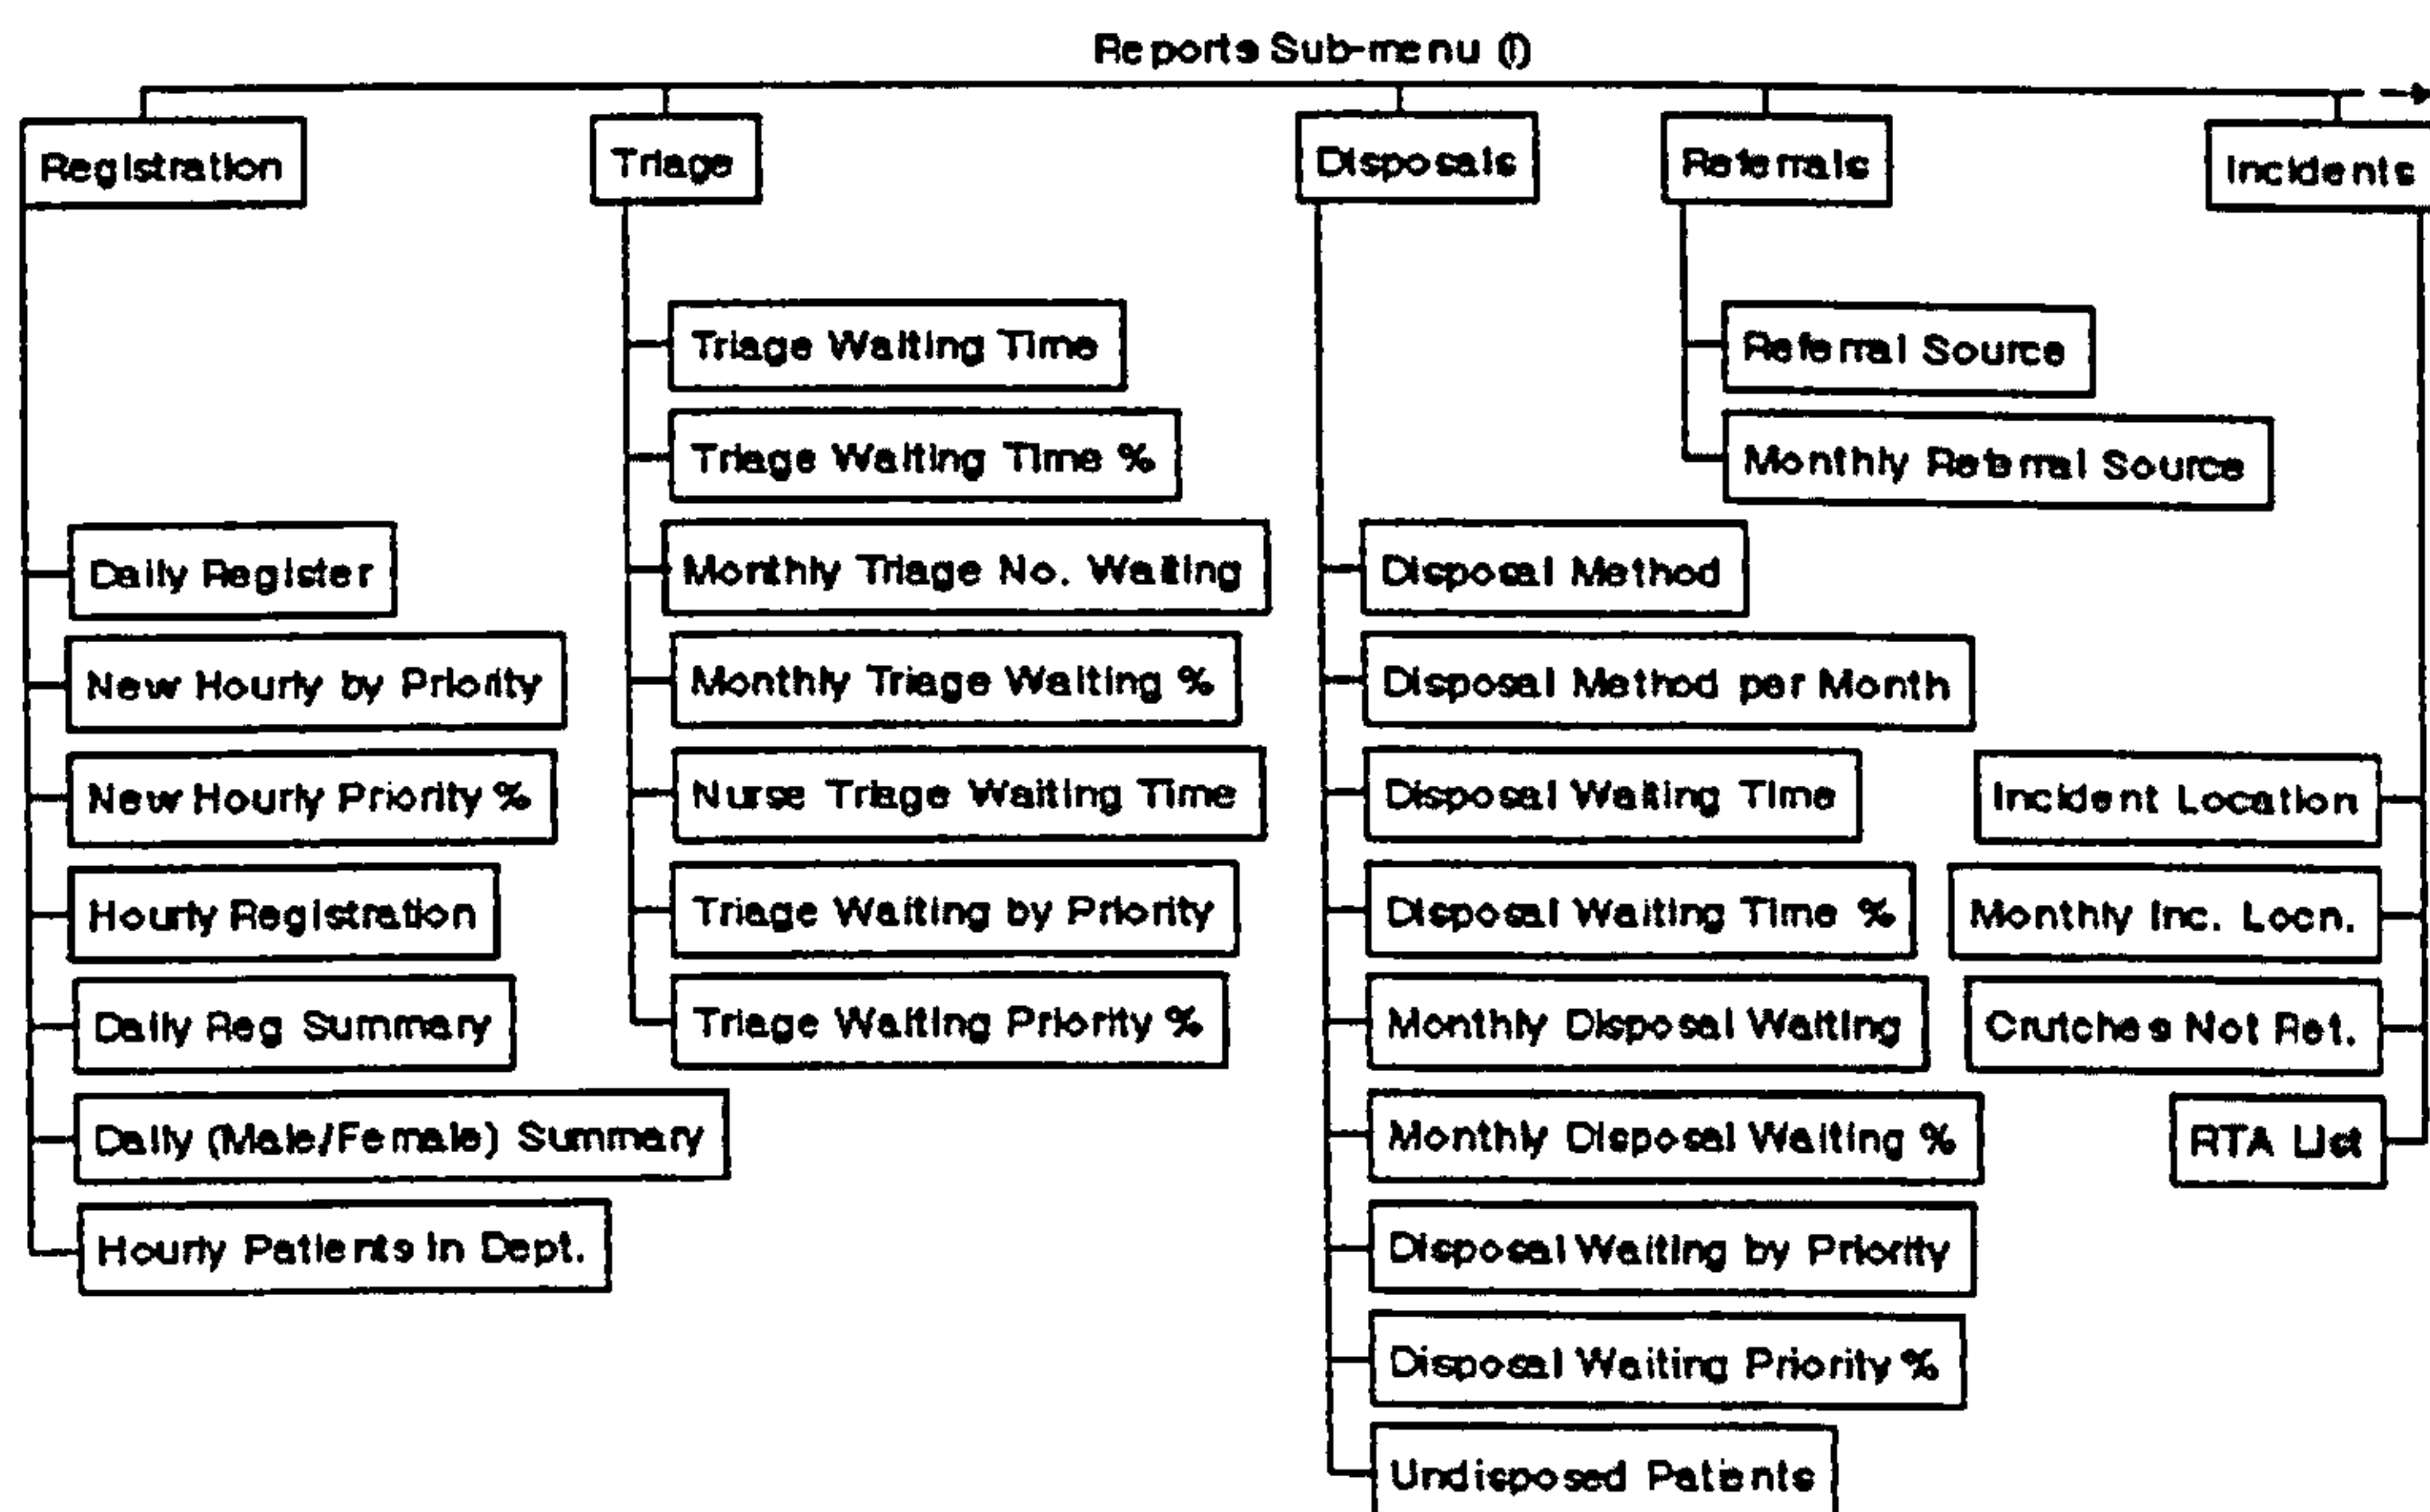 Reports Sub-menu (I)
Registration
Triage
Disposals
Referrals
Incidents
Daily Register
New Hourly by Priority
New Hourly Priority %
Hourly Registration
Daily Reg Summary
Daily (Male/Female) Summary
Hourly Patients in Dept.
Triage Waiting Time
Triage Waiting Time %
Monthly Triage No. Waiting
Monthly Triage Waiting %
Nurse Triage Waiting Time
Triage Waiting by Priority
Triage Waiting Priority %
Disposal Method
Disposal Method per Month
Disposal Waiting Time
Disposal Waiting Time %
Monthly Disposal Waiting
Monthly Disposal Waiting %
Disposal Waiting by Priority
Disposal Waiting Priority %
Undisposed Patients
Referral Source
Monthly Referral Source
Incident Location
Monthly Inc. Locn.
Crutches Not Ret.
RTA List